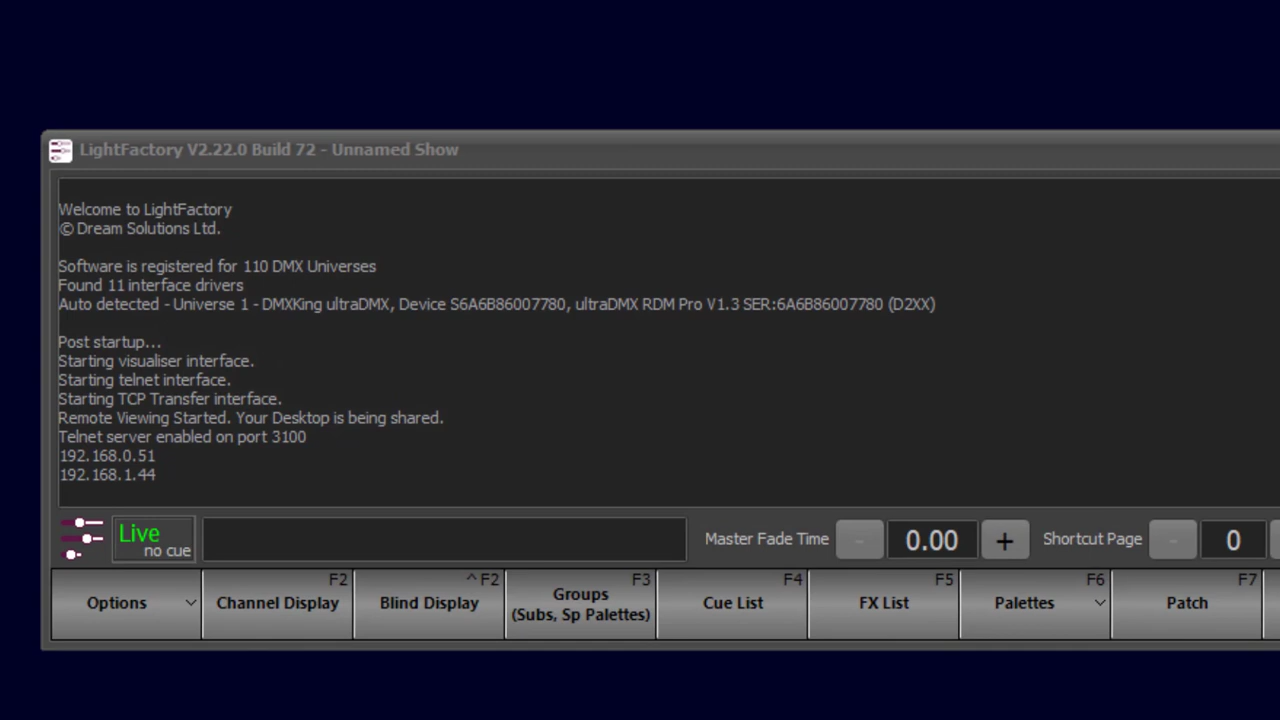 LightFactory V2.22.0 Build 72 - Unnamed Show
Welcome to LightFactory
© Dream Solutions Ltd.
Software is registered for 110 DMX Universes
Found 11 interface drivers
Auto detected - Universe 1 - DMXKing ultraDMX, Device S6A6B86007780, ultraDMX RDM Pro V1.3 SER:6A6B86007780 (D2XX)
Post startup...
Starting visualiser interface.
Starting telnet interface.
Starting TCP Transfer interface.
Remote Viewing Started. Your Desktop is being shared.
Telnet server enabled on port 3100
192.168.0.51
192.168.1.44
Live
no cue
Master Fade Time - 0.00 + Shortcut Page - 0
Options
F2
Channel Display
^ F2
Blind Display
F3
Groups
(Subs, Sp Palettes)
F4
Cue List
F5
FX List
F6
Palettes
F7
Patch